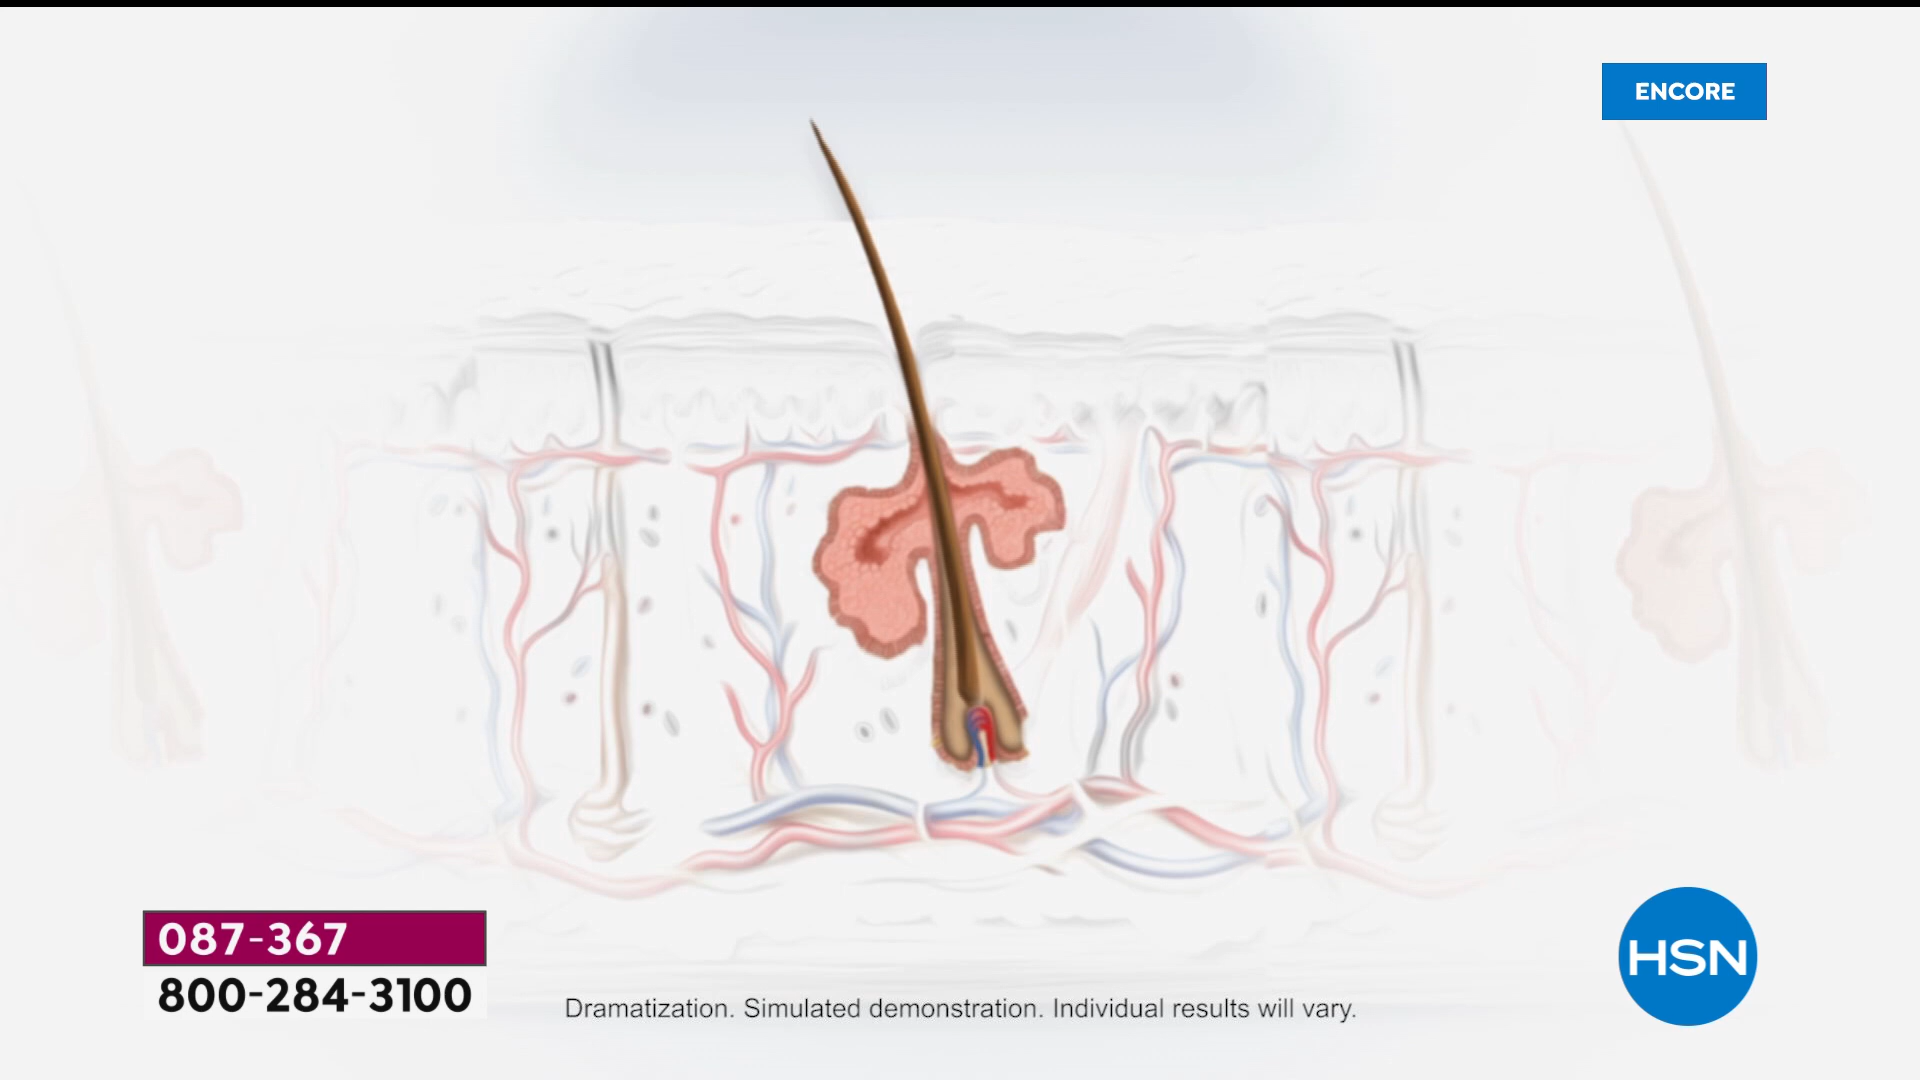 ENCORE
087-367
800-284-3100
Dramatization. Simulated demonstration. Individual results will vary.
HSN